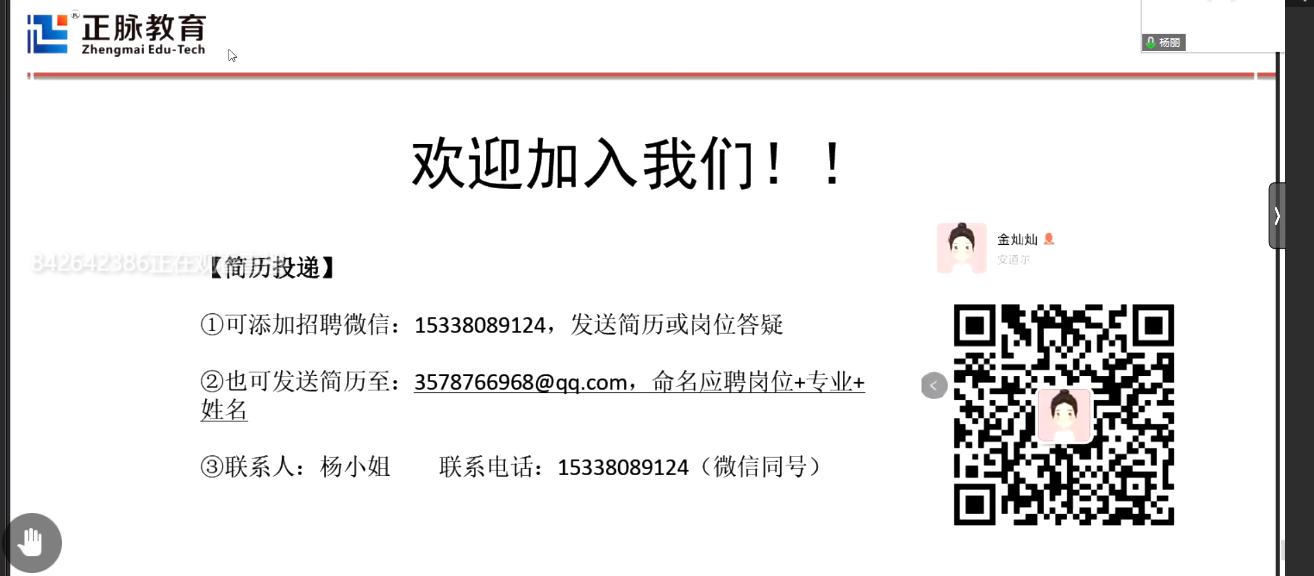 正脉教育
Zhengmai Edu-Tech
杨丽
欢迎加入我们！！
金灿灿
安道尔
842642386正在观
【简历投递】
①可添加招聘微信：15338089124，发送简历或岗位答疑
②也可发送简历至：3578766968@qq.com，命名应聘岗位+专业+
姓名
③联系人：杨小姐 联系电话：15338089124（微信同号）